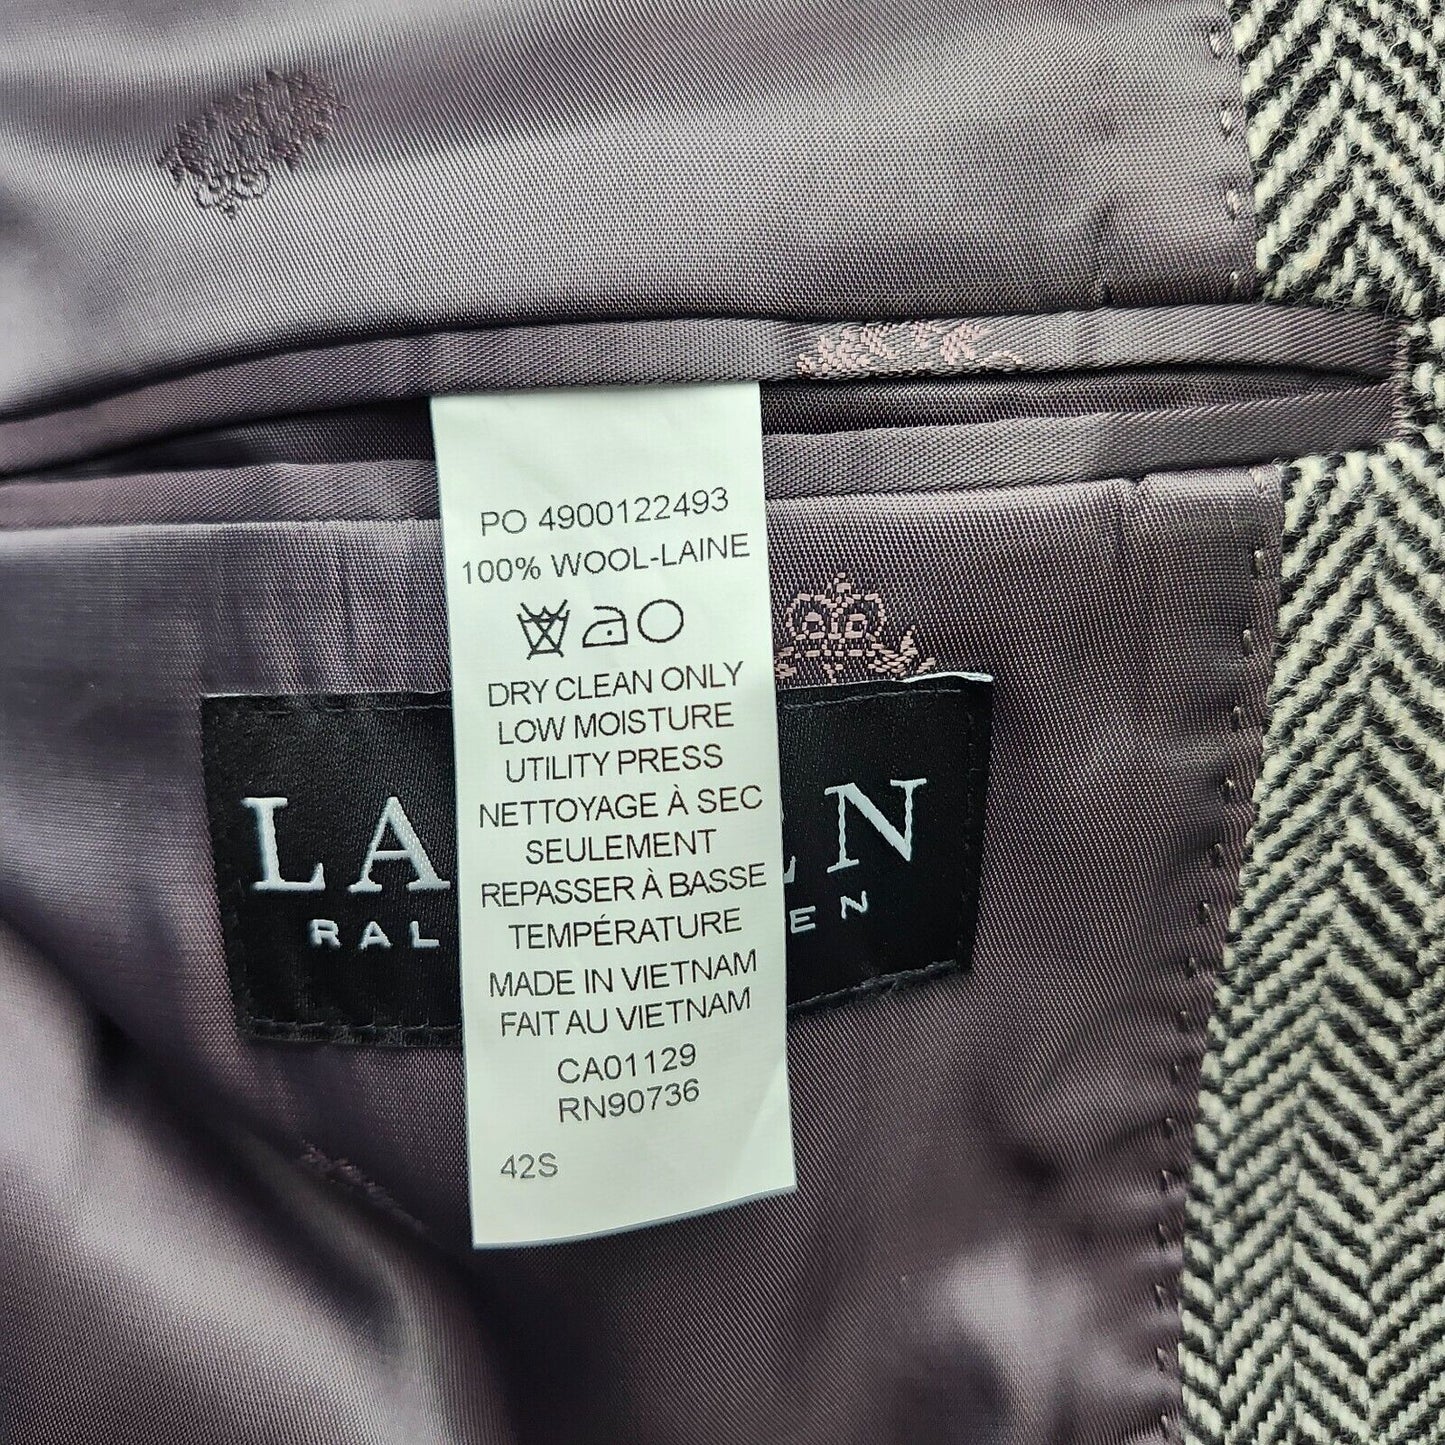 PO 4900122493
100% WOOL-LAINE
DRY CLEAN ONLY
LOW MOISTURE
UTILITY PRESS
NETTOYAGE À SEC
SEULEMENT
REPASSER À BASSE
TEMPÉRATURE
MADE IN VIETNAM
FAIT AU VIETNAM
CA01129
RN90736
42S